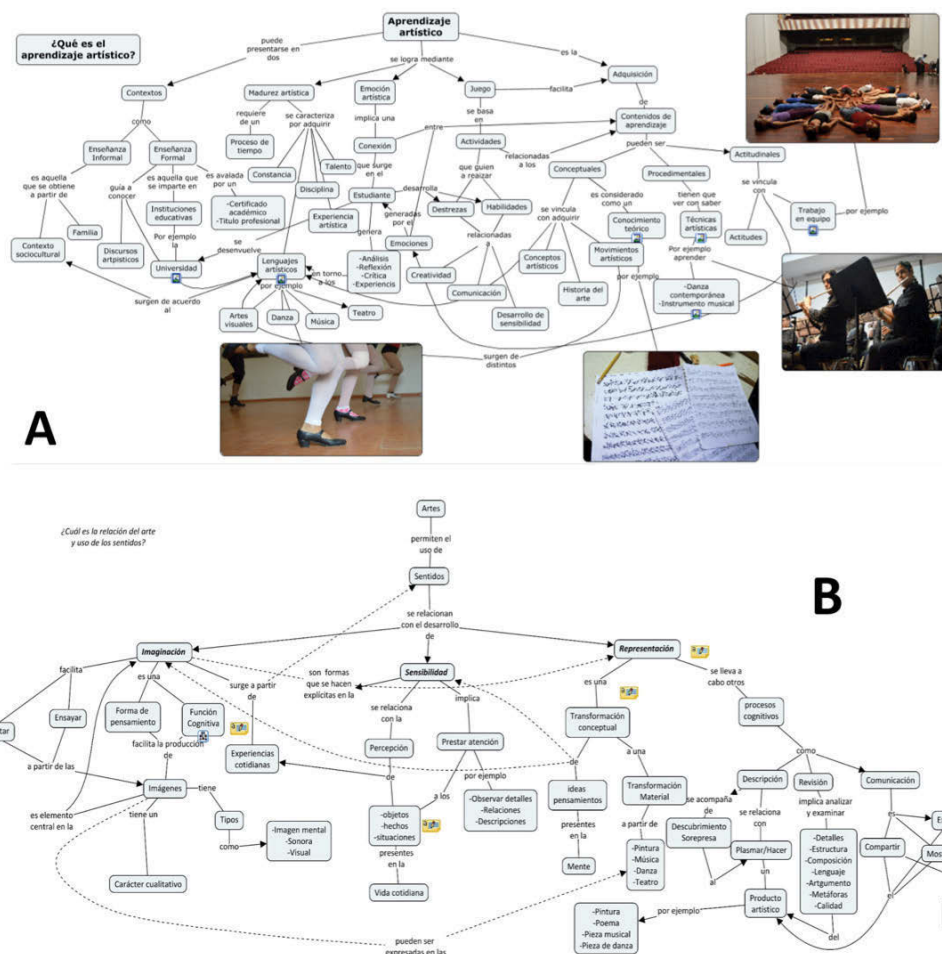 ¿Qué es el
aprendizaje artístico?
Aprendizaje
artístico
puede
presentarse en
dos
se logra mediante
es la
Contextos
Madurez artística
Emoción
artística
Juego
facilita
Adquisición
como
requiere
de un
se caracteriza
por adquirir
implica una
se basa
en
entre
de
Contenidos de
aprendizaje
Enseñanza
Informal
Enseñanza
Formal
Proceso de
tiempo
Conexión
Actividades
relacionadas
a los
pueden ser
Talento
Constancia
Disciplina
Experiencia
artística
es aquella
que se obtiene
a partir de
guía a
conocer
es aquella que
se imparte en
es avalada
por un
-Certificado
académico
-Titulo profesional
que surge
en el
Estudiante
desarrolla
que quien
a reaizar
Destrezas
Habilidades
Conceptuales
Procedimentales
Actitudinales
Contexto
sociocultural
Familia
Discursos
artpisticos
Instituciones
educativas
Por ejemplo
la
Universidad
se
desenvuelve
Lenguajes
artísticos
en torno
a los
genera
generadas
por el
Emociones
-Análisis
-Reflexión
-Crítica
-Experiencis
relacionadas
a
Creatividad
Comunicación
Desarrollo de
sensibilidad
se vincula
con adquirir
es considerado
como un
Conocimiento
teórico
Conceptos
artísticos
Historia del
arte
Movimientos
artísticos
por ejemplo
tienen que
ver con saber
Técnicas
artísticas
Por ejemplo
aprender
-Danza
contemporánea
-Instrumento musical
se vincula
con
Actitudes
Trabajo
en equipo
por ejemplo
surgen de acuerdo
al
por ejemplo
Artes
visuales
Danza
Música
Teatro
surgen de
distintos
A
¿Cuál es la relación del arte
y uso de los sentidos?
Artes
permiten el
uso de
Sentidos
se relacionan
con el desarrollo
de
B
Imaginación
Sensibilidad
Representación
facilita
es una
surge a partir
de
son formas
que se hacen
explícitas en la
se relaciona
con la
implica
es una
se lleva a
cabo otros
tar
Ensayar
Forma de
pensamiento
Función
Cognitiva
facilita la producción
de
Experiencias
cotidianas
Percepción
Prestar atención
Transformación
conceptual
procesos
cognitivos
a partir de las
Imágenes
tiene
de
a los
por ejemplo
de
a una
como
es elemento
central en la
tiene un
Tipos
como
-Imagen mental
-Sonora
-Visual
-objetos
-hechos
-situaciones
-Observar detalles
-Relaciones
-Descripciones
ideas
pensamientos
Transformación
Material
Descripción
Revisión
Comunicación
se acompaña
de
se relaciona
con
implica analizar
y examinar
es
Descubrimiento
Sorepresa
al
Plasmar/Hacer
un
-Detalles
-Estructura
-Composición
-Lenguaje
-Artgumento
-Metáforas
-Calidad
Compartir
Mos
el
Carácter cualitativo
presentes
en la
Vida cotidiana
presentes
en la
Mente
a partir de
-Pintura
-Música
-Danza
-Teatro
Producto
artístico
por ejemplo
-Pintura
-Poema
-Pieza musical
-Pieza de danza
del
pueden ser
expresadas en las